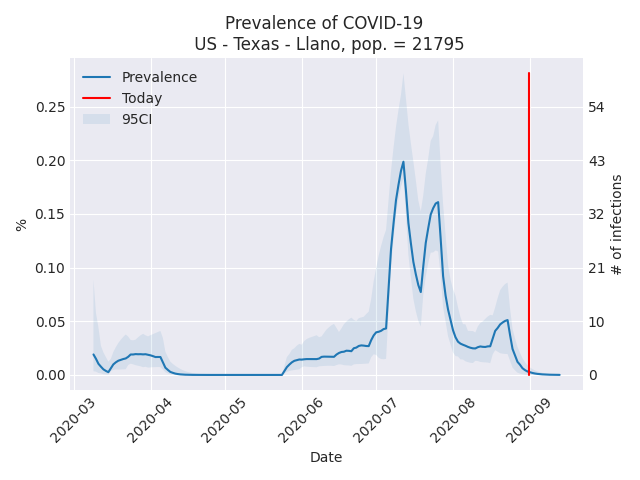 Prevalence of COVID-19
US - Texas - Llano, pop. = 21795
Prevalence
Today
95CI
%
0.25
0.20
0.15
0.10
0.05
0.00
54
43
32
21
10
0
# of infections
2020-03
2020-04
2020-05
2020-06
2020-07
2020-08
2020-09
Date